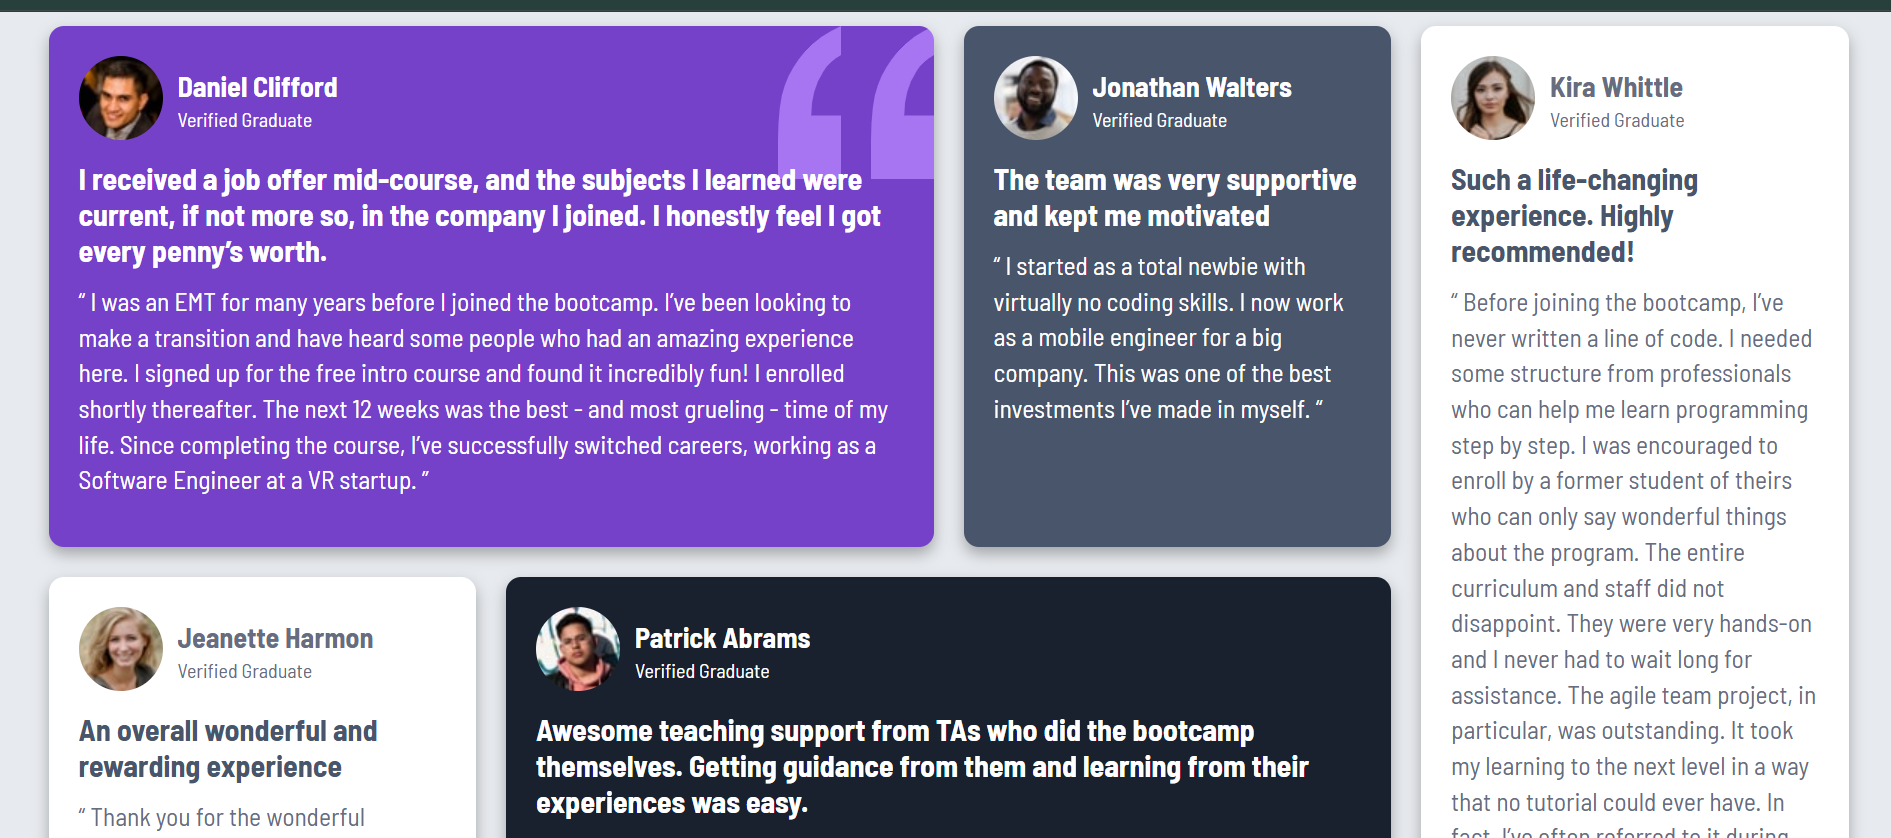 Daniel Clifford
Verified Graduate
I received a job offer mid-course, and the subjects I learned were
current, if not more so, in the company I joined. I honestly feel I got
every penny’s worth.
“ I was an EMT for many years before I joined the bootcamp. I’ve been looking to
make a transition and have heard some people who had an amazing experience
here. I signed up for the free intro course and found it incredibly fun! I enrolled
shortly thereafter. The next 12 weeks was the best - and most grueling - time of my
life. Since completing the course, I’ve successfully switched careers, working as a
Software Engineer at a VR startup. ”
Jonathan Walters
Verified Graduate
The team was very supportive
and kept me motivated
“ I started as a total newbie with
virtually no coding skills. I now work
as a mobile engineer for a big
company. This was one of the best
investments I’ve made in myself. “
Kira Whittle
Verified Graduate
Such a life-changing
experience. Highly
recommended!
“ Before joining the bootcamp, I’ve
never written a line of code. I needed
some structure from professionals
who can help me learn programming
step by step. I was encouraged to
enroll by a former student of theirs
who can only say wonderful things
about the program. The entire
curriculum and staff did not
disappoint. They were very hands-on
and I never had to wait long for
assistance. The agile team project, in
particular, was outstanding. It took
my learning to the next level in a way
that no tutorial could ever have. In
fact, I’ve often referred to it during
Jeanette Harmon
Verified Graduate
An overall wonderful and
rewarding experience
“ Thank you for the wonderful
Patrick Abrams
Verified Graduate
Awesome teaching support from TAs who did the bootcamp
themselves. Getting guidance from them and learning from their
experiences was easy.